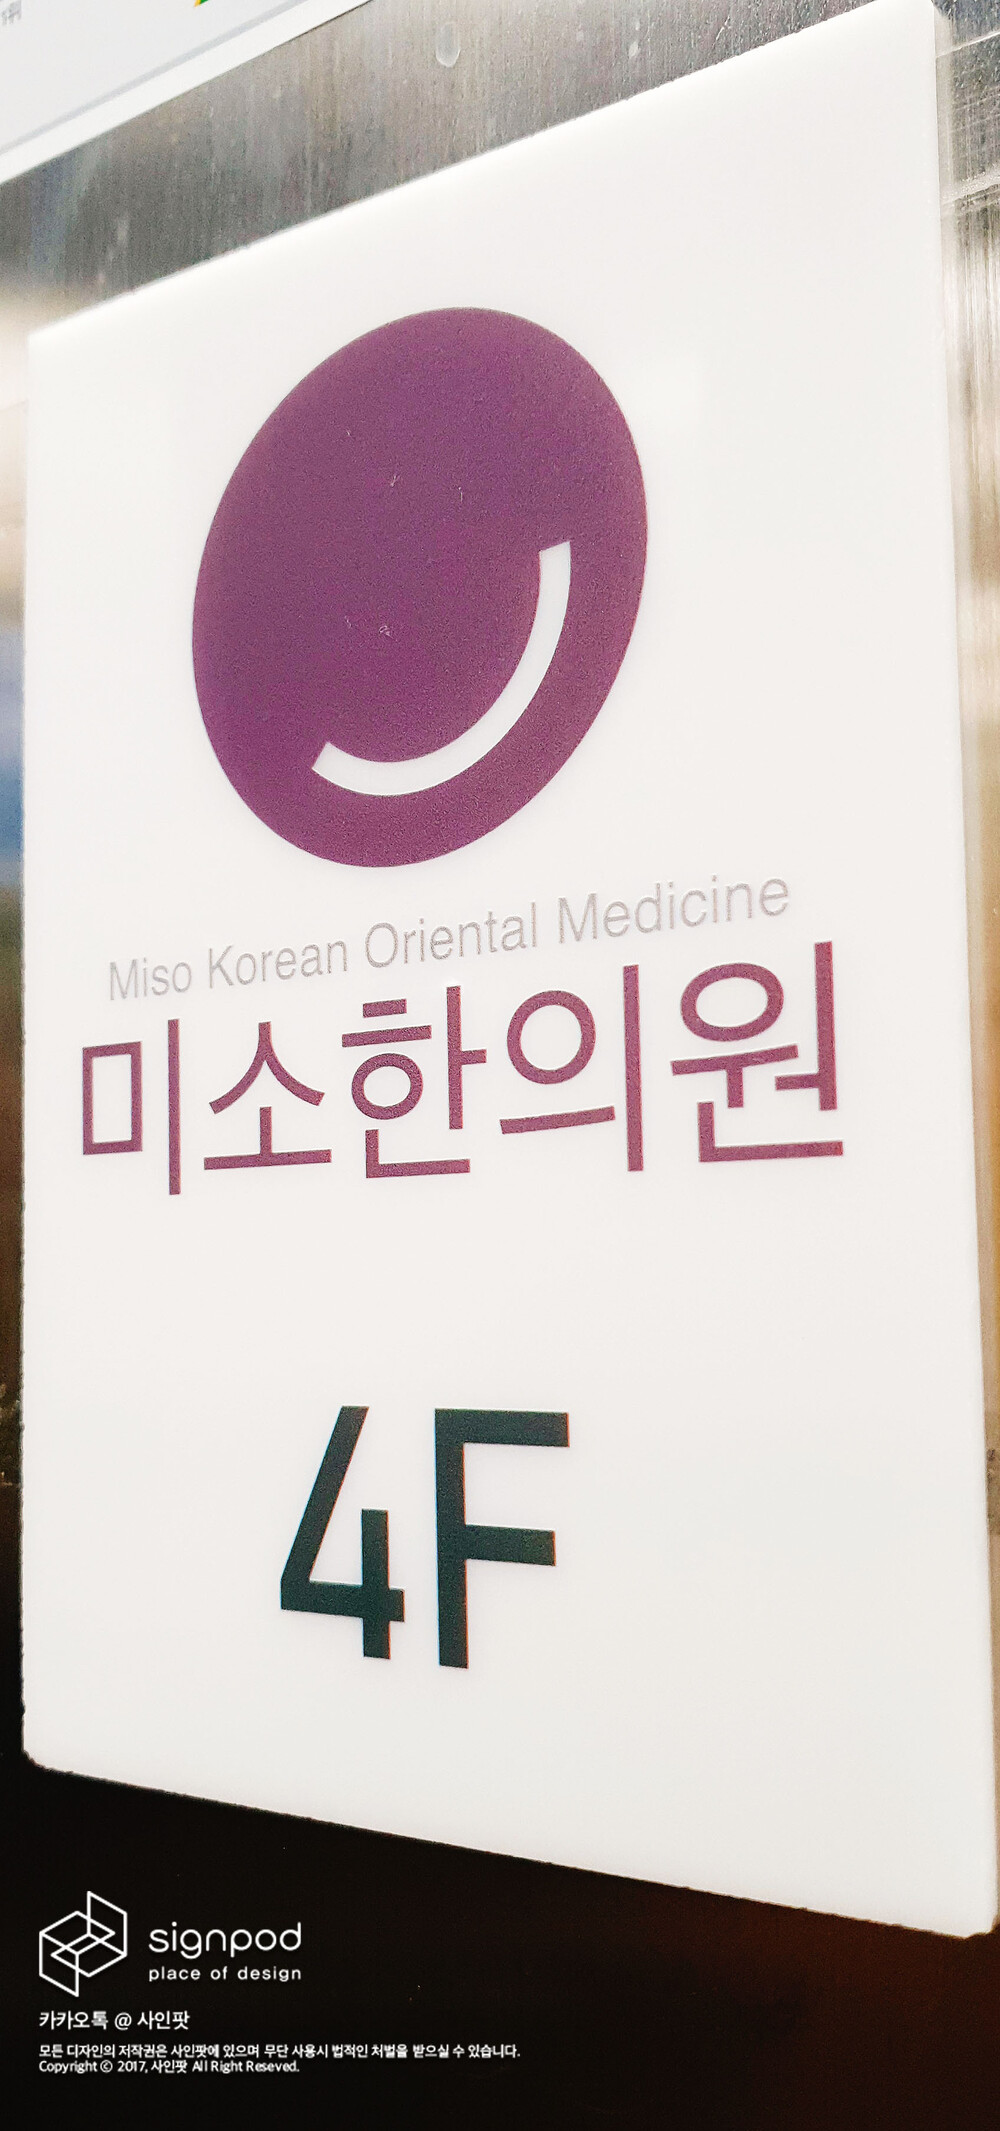 Miso Korean Oriental Medicine
미소한의원
4F
signpod
place of design
카카오톡 @ 사인팟
모든 디자인의 저작권은 사인팟에 있으며 무단 사용시 법적인 처벌을 받으실 수 있습니다.
Copyright © 2017, 사인팟 All Right Reseved.